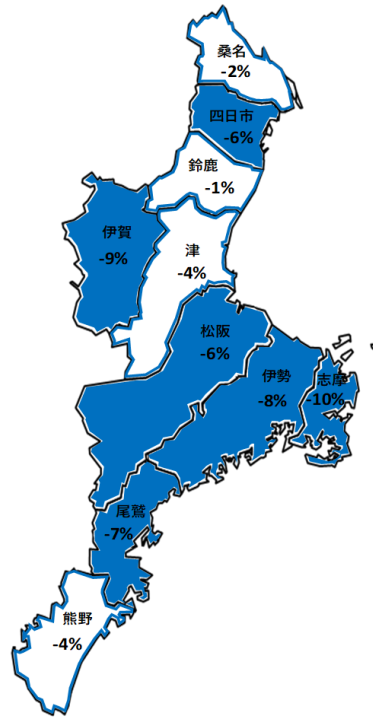 桑名
-2%
四日市
-6%
鈴鹿
-1%
伊賀
-9%
津
-4%
松阪
-6%
伊勢
-8%
志摩
-10%
尾鷲
-7%
熊野
-4%